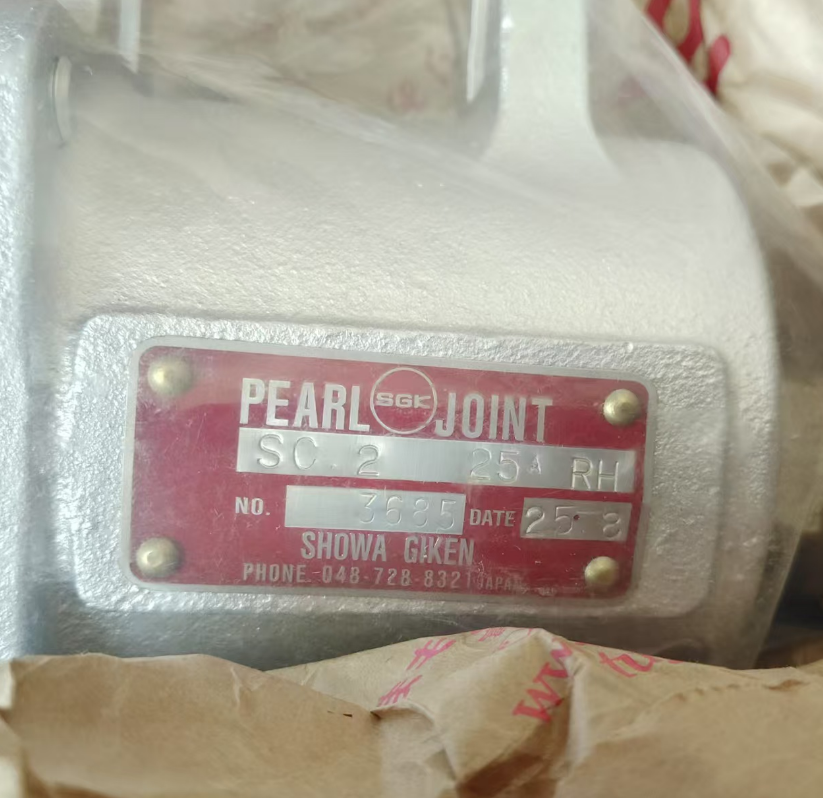 PEARL SGK JOINT
SC. 2 25A RH
NO. 3685 DATE 25 8
SHOWA GIKEN
PHONE 048-728-8321 JAPAN